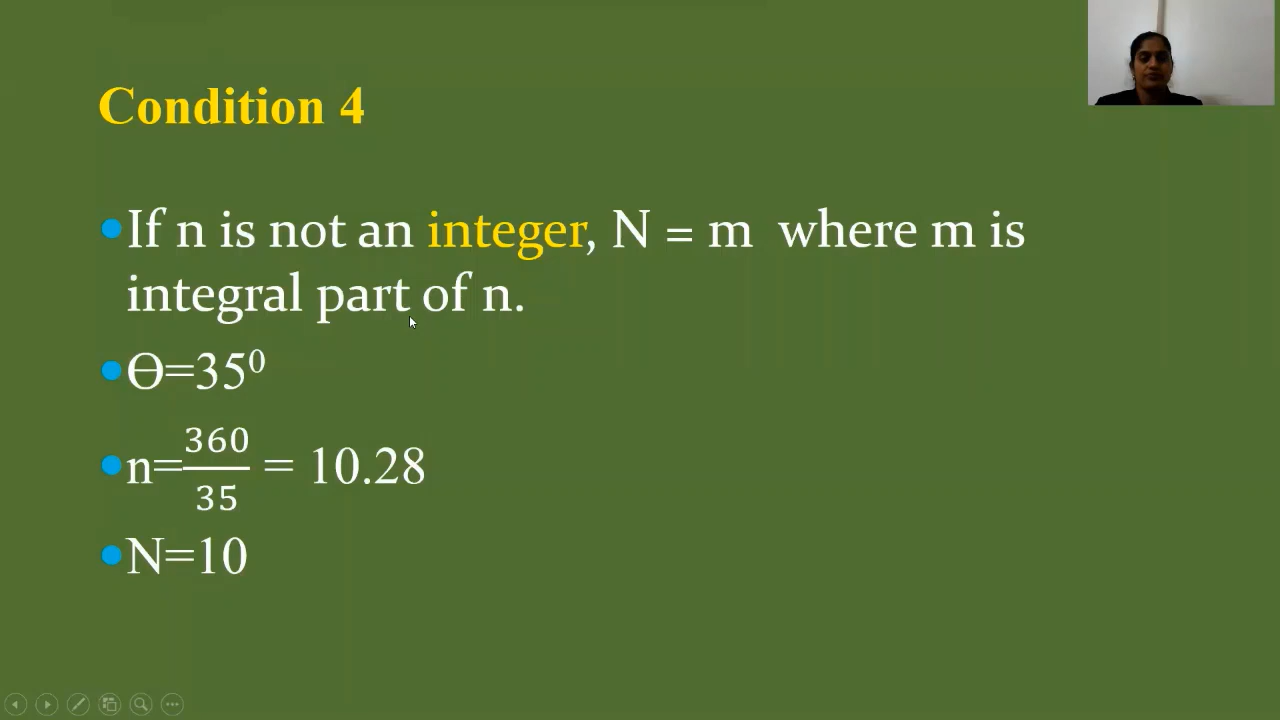 Condition 4
If n is not an integer, N = m where m is
integral part of n.
Ө=35⁰
n=360/35 = 10.28
N=10